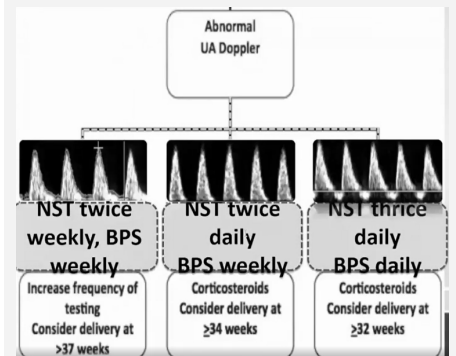 Abnormal
UA Doppler
NST twice
weekly, BPS
weekly
NST twice
daily
BPS weekly
NST thrice
daily
BPS daily
Increase frequency of
testing
Consider delivery at
>37 weeks
Corticosteroids
Consider delivery at
≥34 weeks
Corticosteroids
Consider delivery at
≥32 weeks